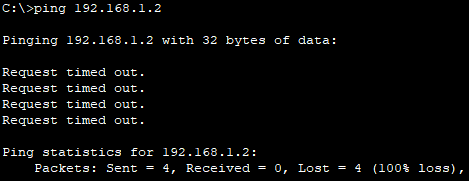 C:\>ping 192.168.1.2
Pinging 192.168.1.2 with 32 bytes of data:
Request timed out.
Request timed out.
Request timed out.
Request timed out.
Ping statistics for 192.168.1.2:
Packets: Sent = 4, Received = 0, Lost = 4 (100% loss),